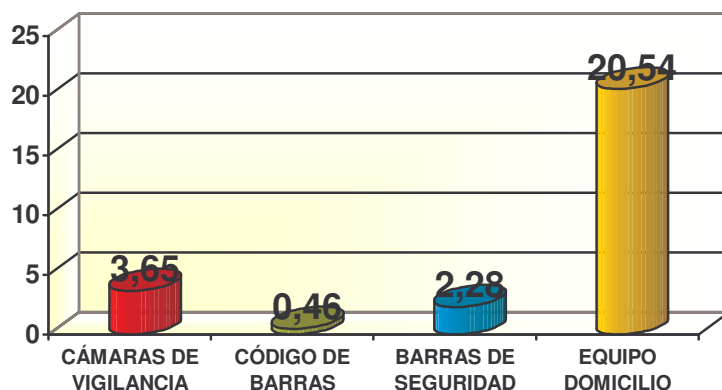 25
20
15
10
5
0
3,65
0,46
2,28
20,54
CÁMARAS DE
VIGILANCIA
CÓDIGO DE
BARRAS
BARRAS DE
SEGURIDAD
EQUIPO
DOMICILIO